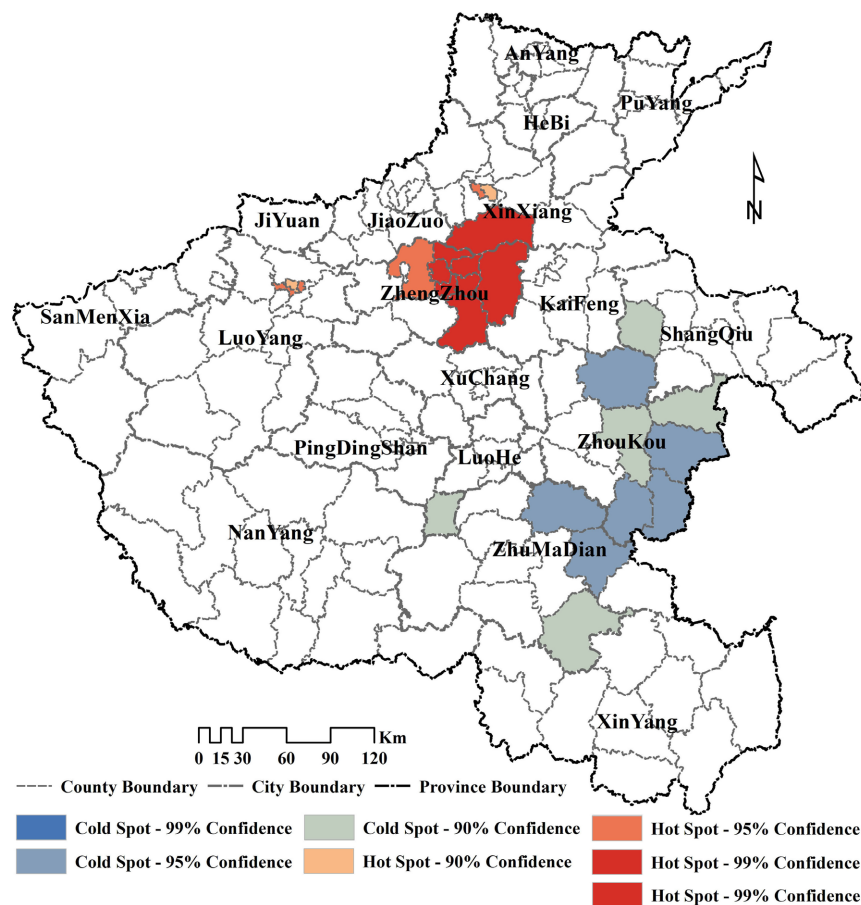 AnYang
PuYang
HeBi
N
JiYuan
JiaoZuo
XinXiang
ZhengZhou
KaiFeng
SanMenXia
LuoYang
ShangQiu
XuChang
PingDingShan
LuoHe
ZhouKou
NanYang
ZhuMaDian
XinYang
Km
0 15 30 60 90 120
County Boundary City Boundary Province Boundary
Cold Spot - 99% Confidence Cold Spot - 90% Confidence Hot Spot - 95% Confidence
Cold Spot - 95% Confidence Hot Spot - 90% Confidence Hot Spot - 99% Confidence
Hot Spot - 99% Confidence